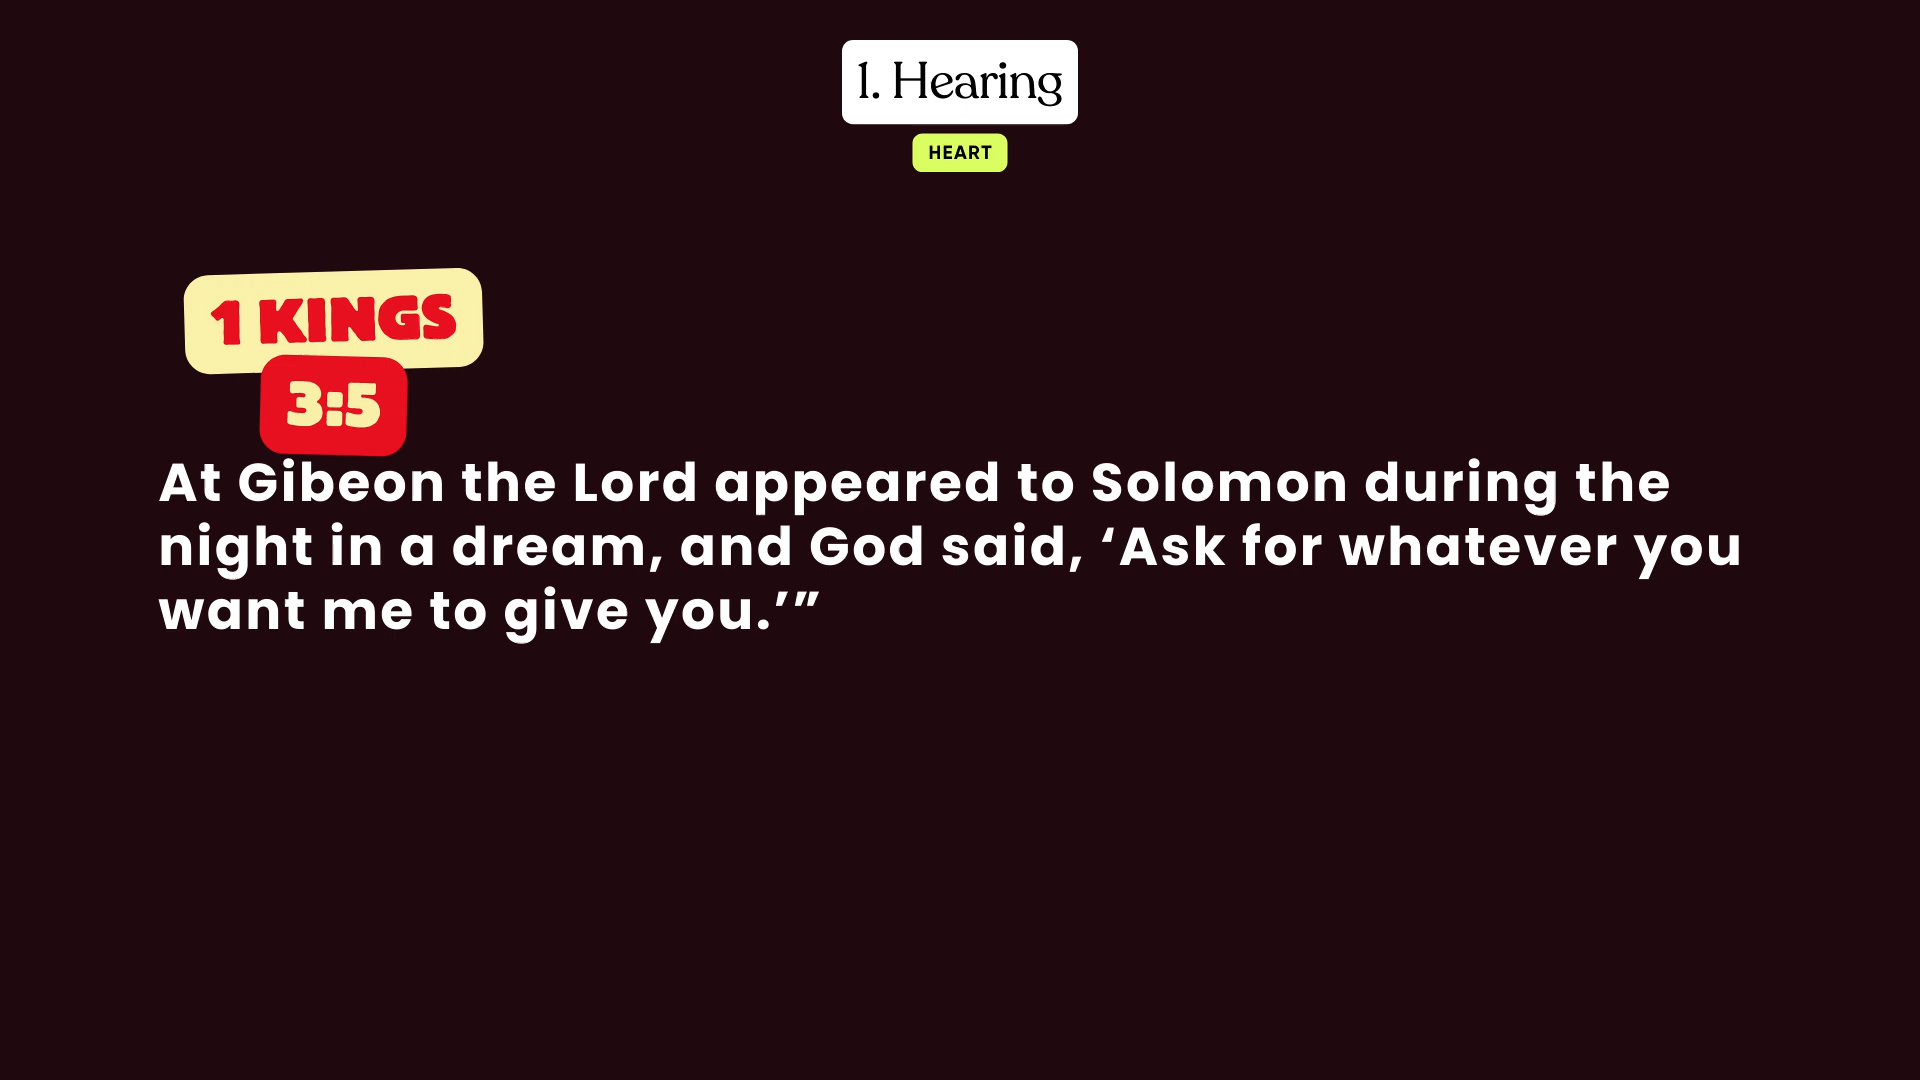 1. Hearing
HEART
1 KINGS
3:5
At Gibeon the Lord appeared to Solomon during the
night in a dream, and God said, ‘Ask for whatever you
want me to give you.’”